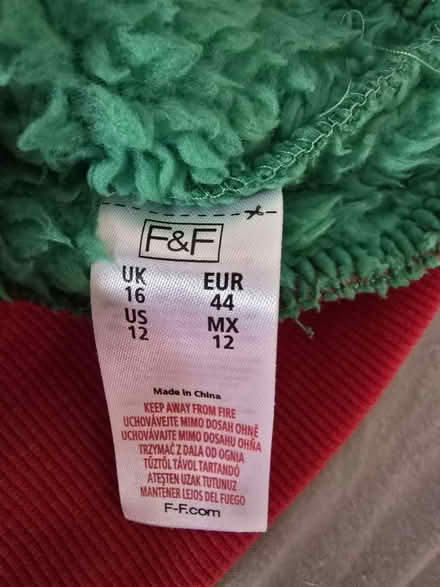 F&F
UK EUR
16 44
US MX
12 12
Made in China
KEEP AWAY FROM FIRE
UCHOVÁVEJTE MIMO DOSAH OHNĚ
UCHOVÁVAJTE MIMO DOSAHU OHŇA
TRZYMAĆ Z DALA OD OGNIA
TŰZTŐL TÁVOL TARTANDÓ
ATEŞTEN UZAK TUTUNUZ
MANTENER LEJOS DEL FUEGO
F-F.com